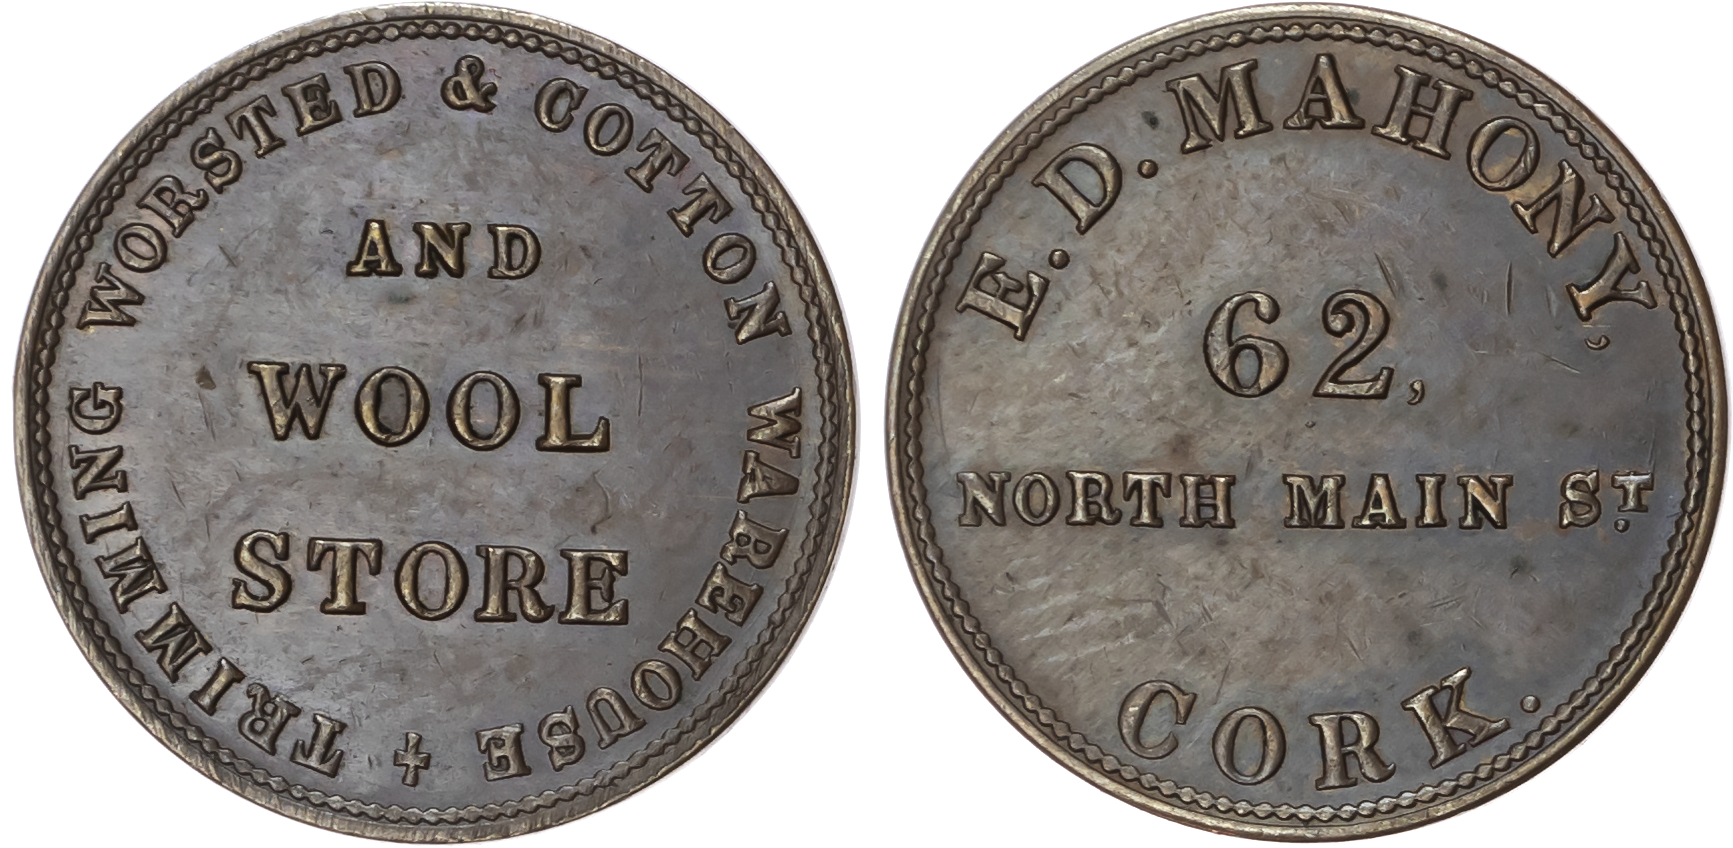 TRIMMING WORSTED & COTTON WAREHOUSE
AND
WOOL
STORE
E.D.MAHONY,
62,
NORTH MAIN ST.
CORK.